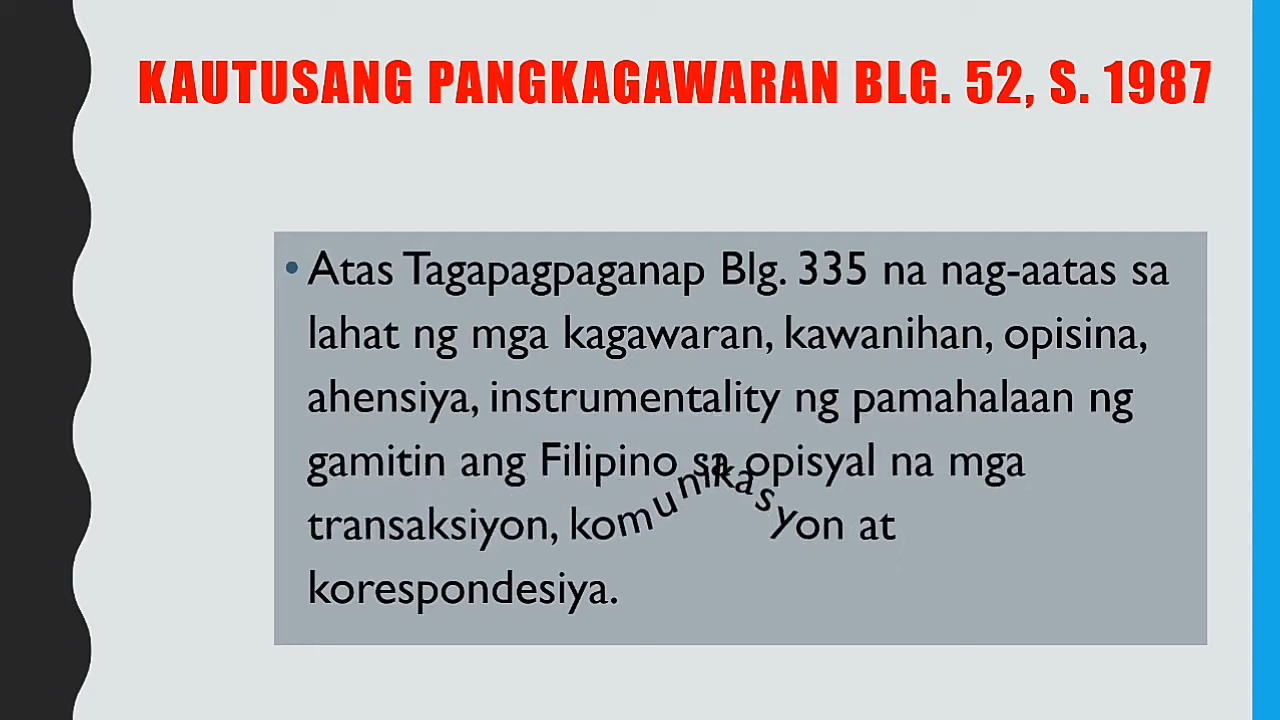 KAUTUSANG PANGKAGAWARAN BLG. 52, S. 1987
• Atas Tagapagpaganap Blg. 335 na nag-aatas sa
lahat ng mga kagawaran, kawanihan, opisina,
ahensiya, instrumentality ng pamahalaan ng
gamitin ang Filipino sa opisyal na mga
transaksiyon, komunikasyon at
korespondesiya.